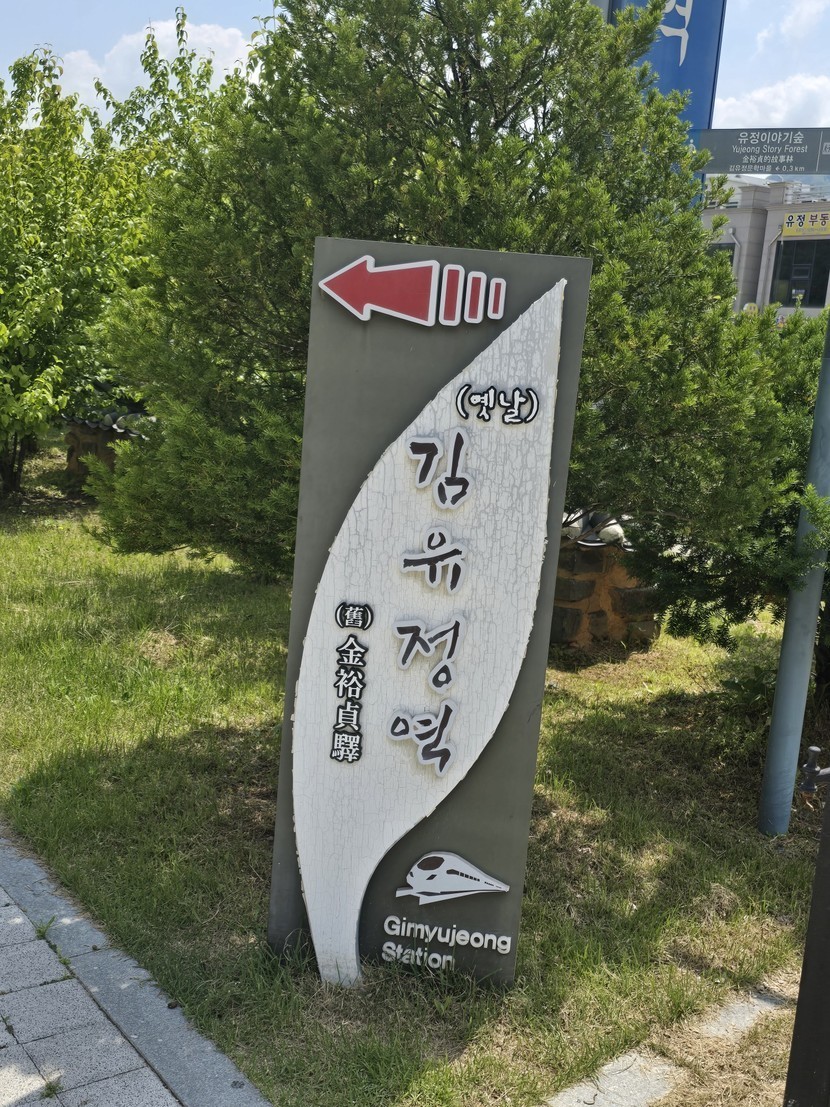 (옛날)
김유정역
(舊)金裕貞驛
Gimyujeong
Station
유정이야기숲
Yujeong Story Forest
金裕貞的故事林
유정 부동